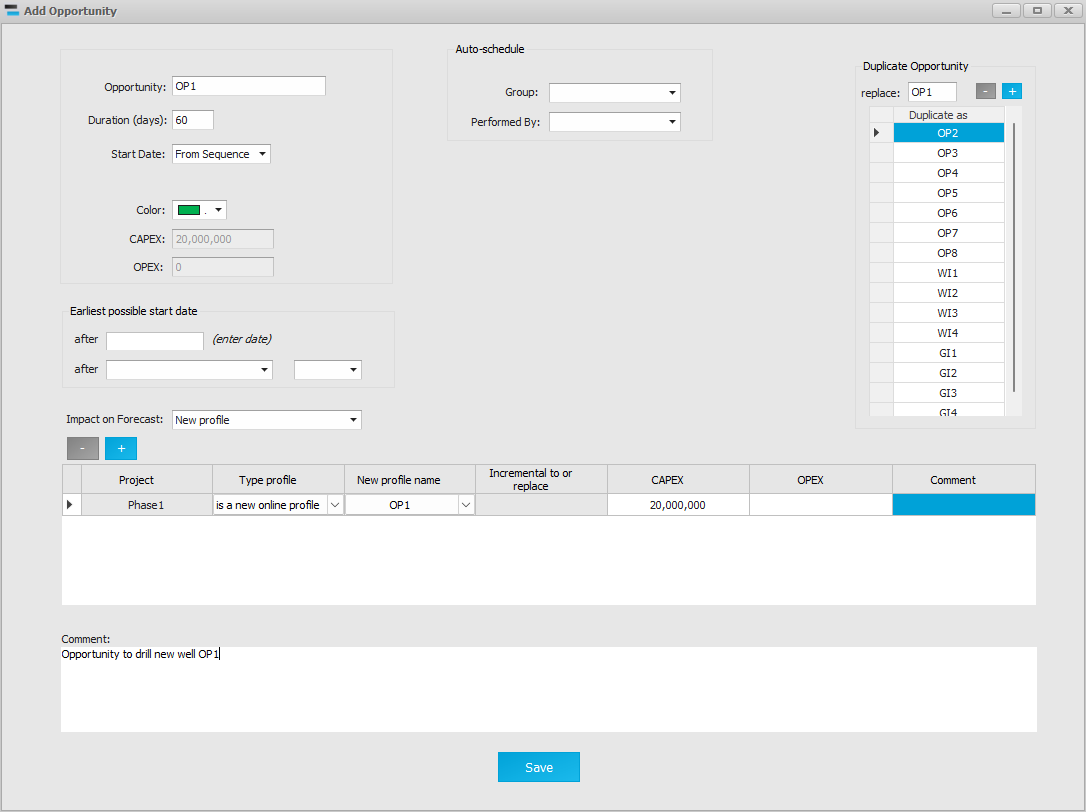 Add Opportunity
Opportunity: OP1
Duration (days): 60
Start Date: From Sequence
Color: .
CAPEX: 20,000,000
OPEX: 0
Auto-schedule
Group:
Performed By:
Duplicate Opportunity
replace: OP1 - +
Duplicate as
OP2
OP3
OP4
OP5
OP6
OP7
OP8
WI1
WI2
WI3
WI4
GI1
GI2
GI3
GI4
Earliest possible start date
after (enter date)
after
Impact on Forecast: New profile
- +
Project Type profile New profile name Incremental to or replace CAPEX OPEX Comment
Phase1 is a new online profile OP1 20,000,000
Comment:
Opportunity to drill new well OP1
Save